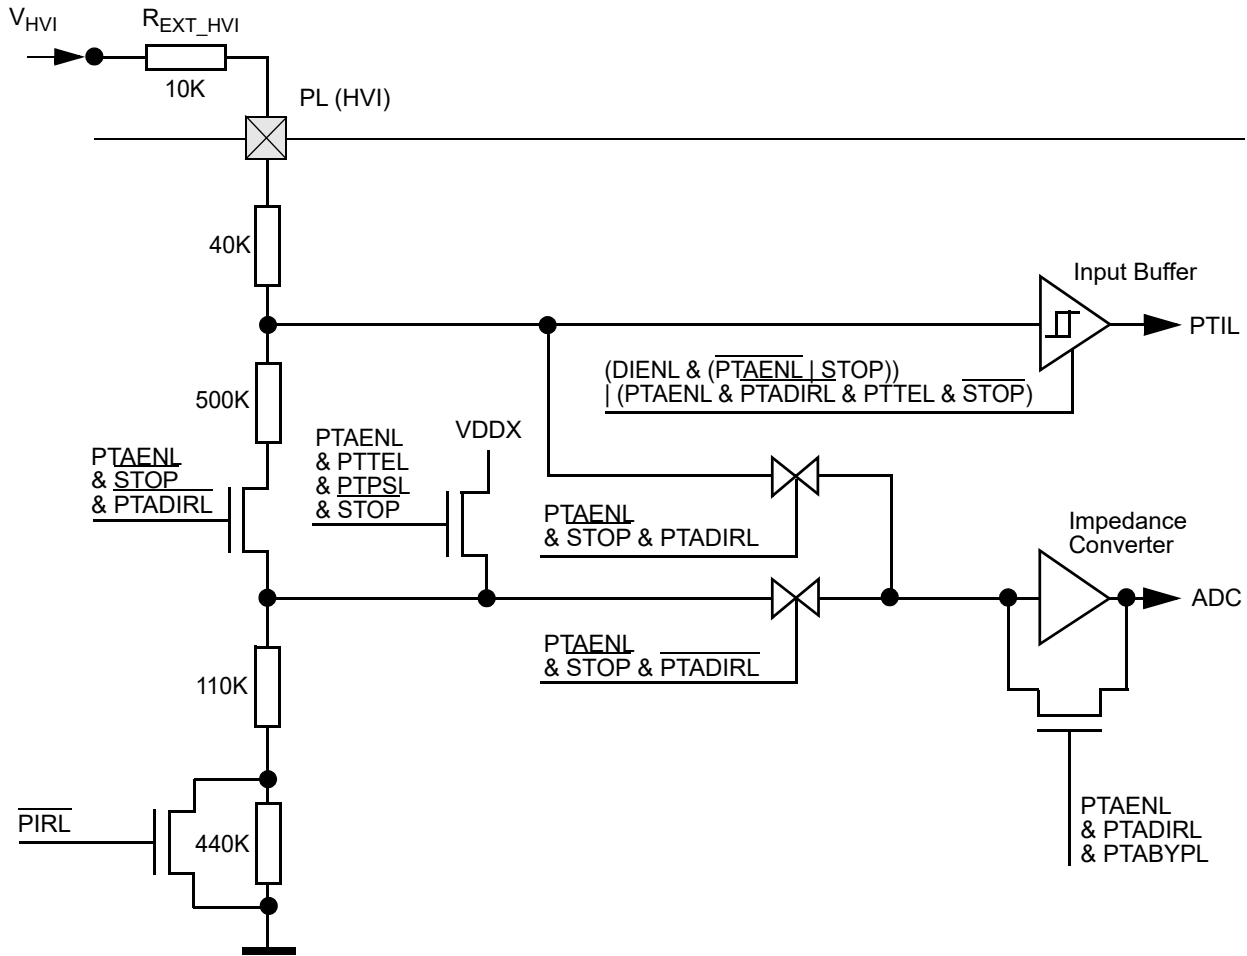 V_HVI
R_EXT_HVI
10K
PL (HVI)
40K
Input Buffer
PTIL
(DIENL & (PTAENL | STOP))
| (PTAENL & PTADIRL & PTTEL & STOP)
500K
PTAENL
& STOP
& PTADIRL
PTAENL
& PTTEL
& PTPSL
& STOP
VDDX
PTAENL
& STOP & PTADIRL
Impedance
Converter
ADC
PTAENL
& STOP & PTADIRL
110K
PIRL
440K
PTAENL
& PTADIRL
& PTABYPL